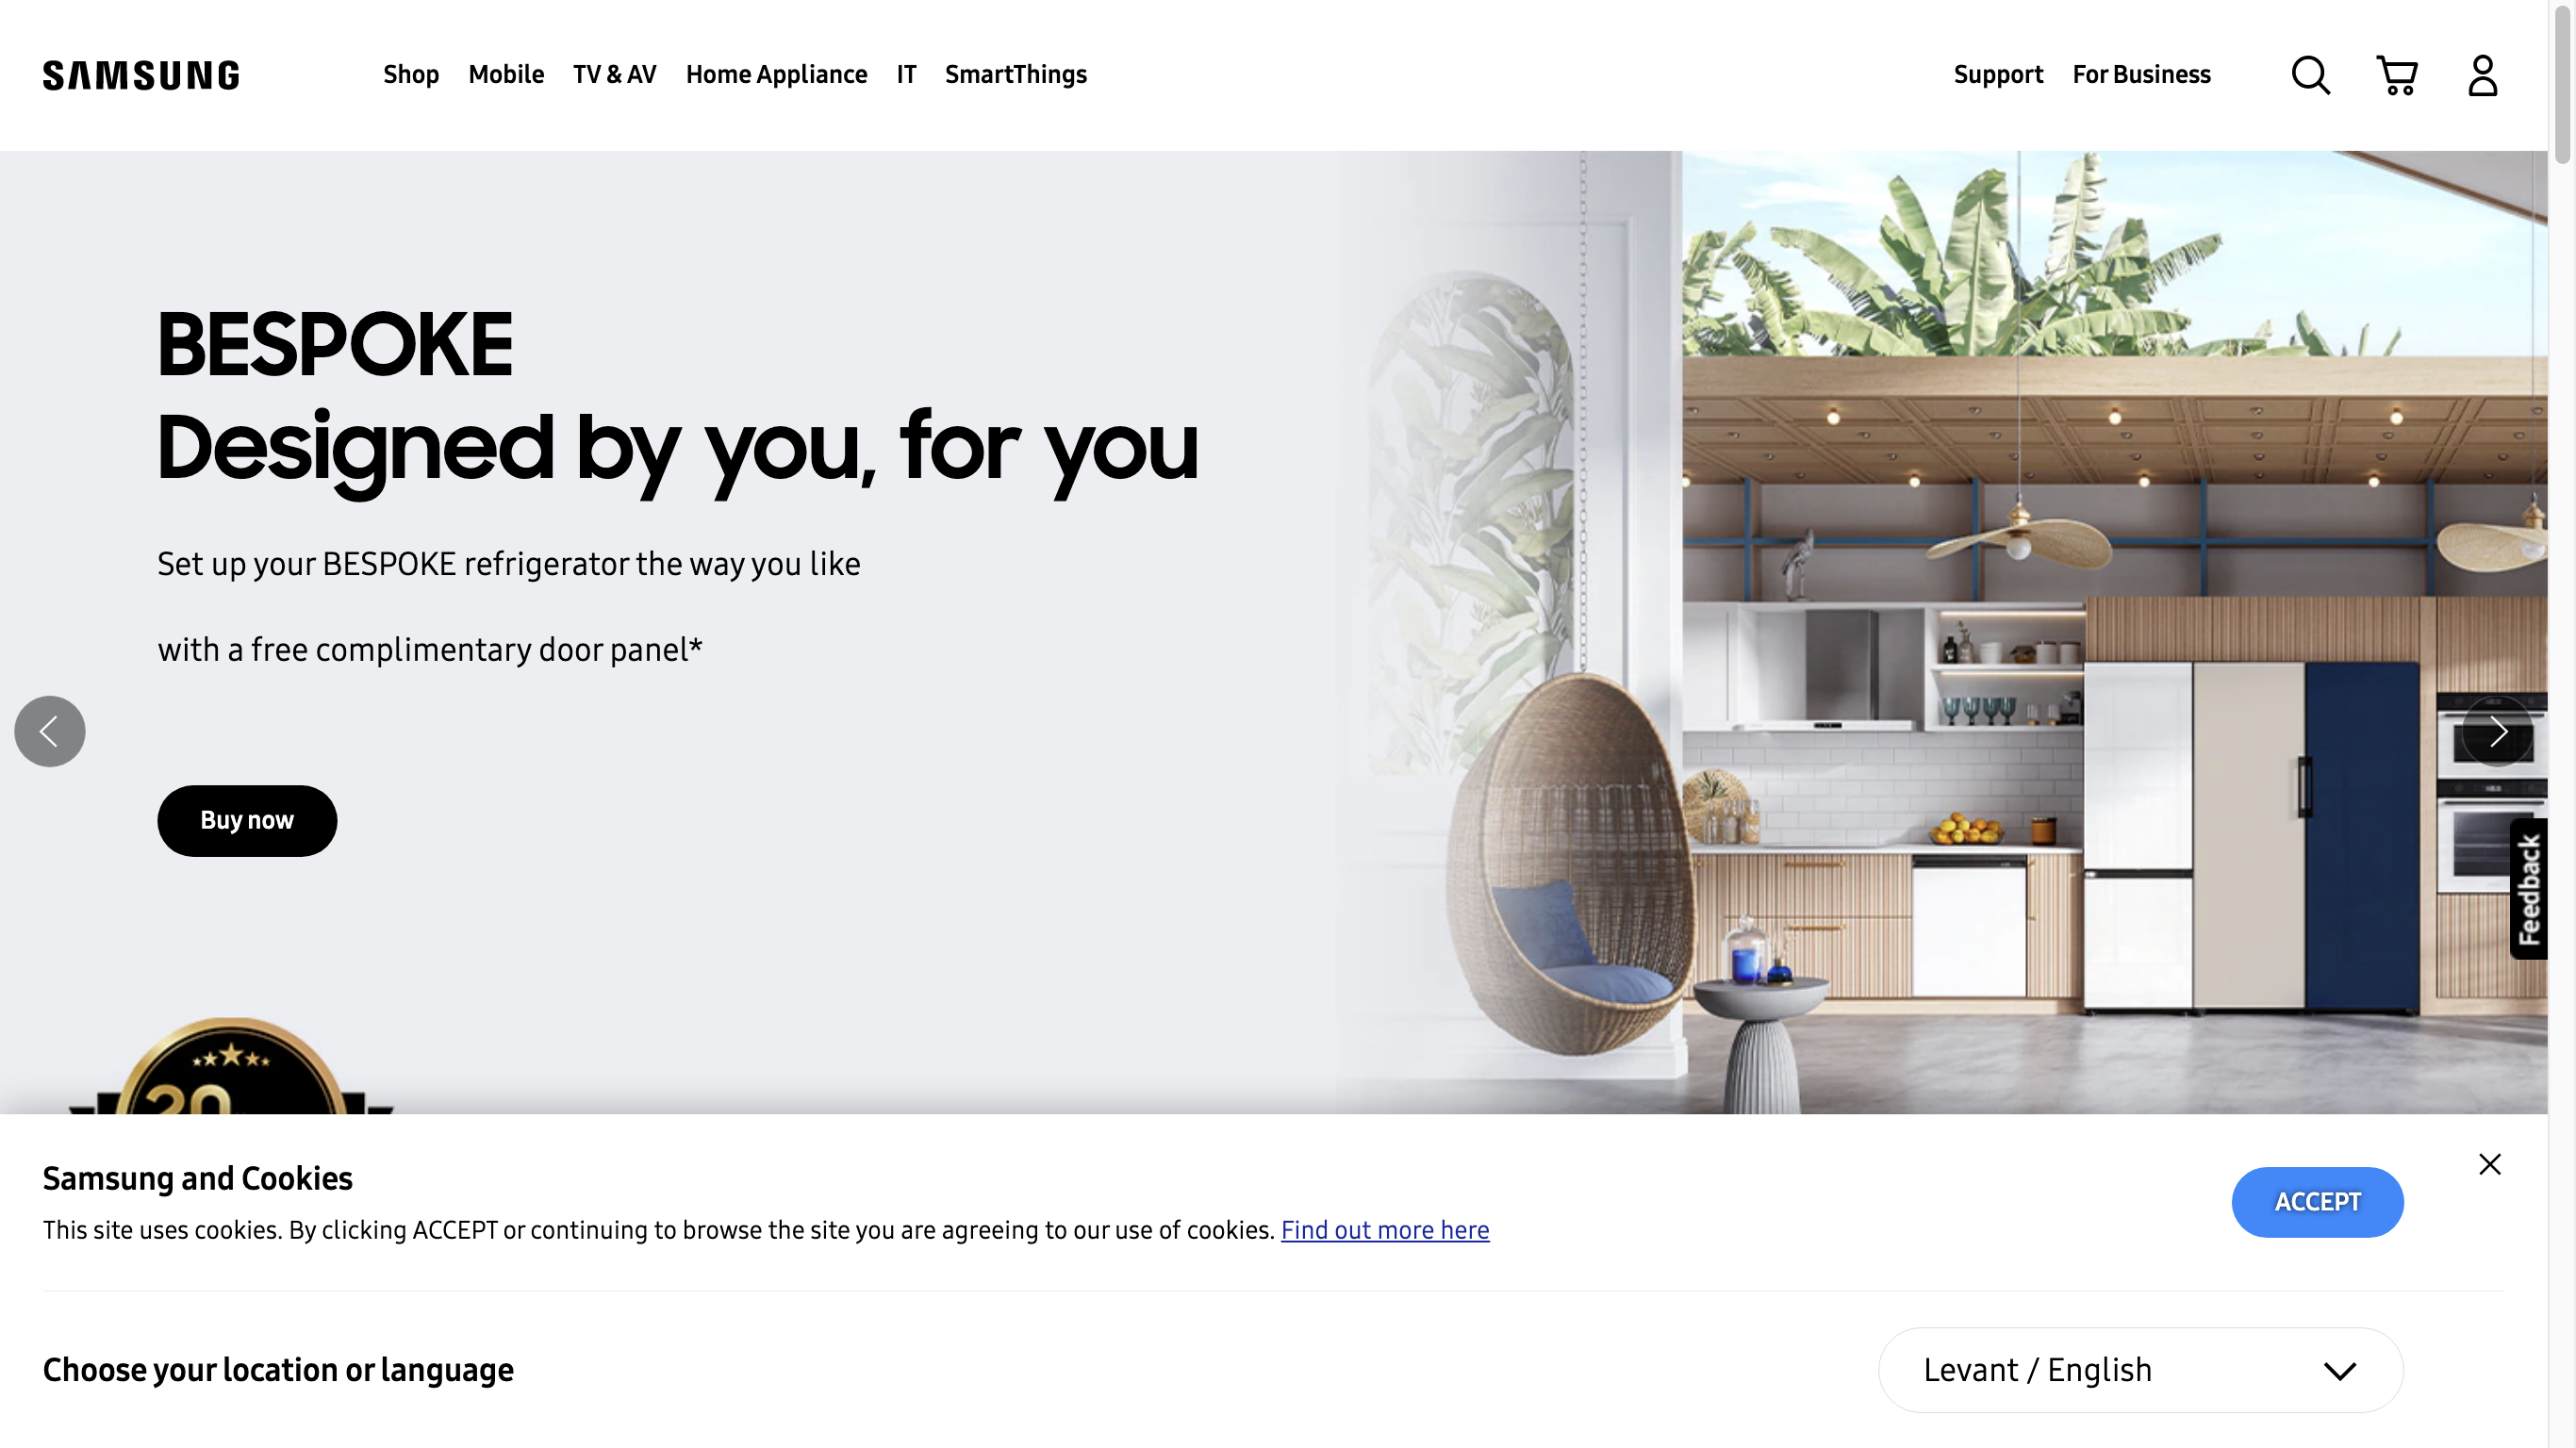 SAMSUNG
Shop Mobile TV & AV Home Appliance IT SmartThings Support For Business
BESPOKE
Designed by you, for you
Set up your BESPOKE refrigerator the way you like
with a free complimentary door panel*
Buy now
Feedback
20
Samsung and Cookies
This site uses cookies. By clicking ACCEPT or continuing to browse the site you are agreeing to our use of cookies. Find out more here
ACCEPT
Choose your location or language
Levant / English